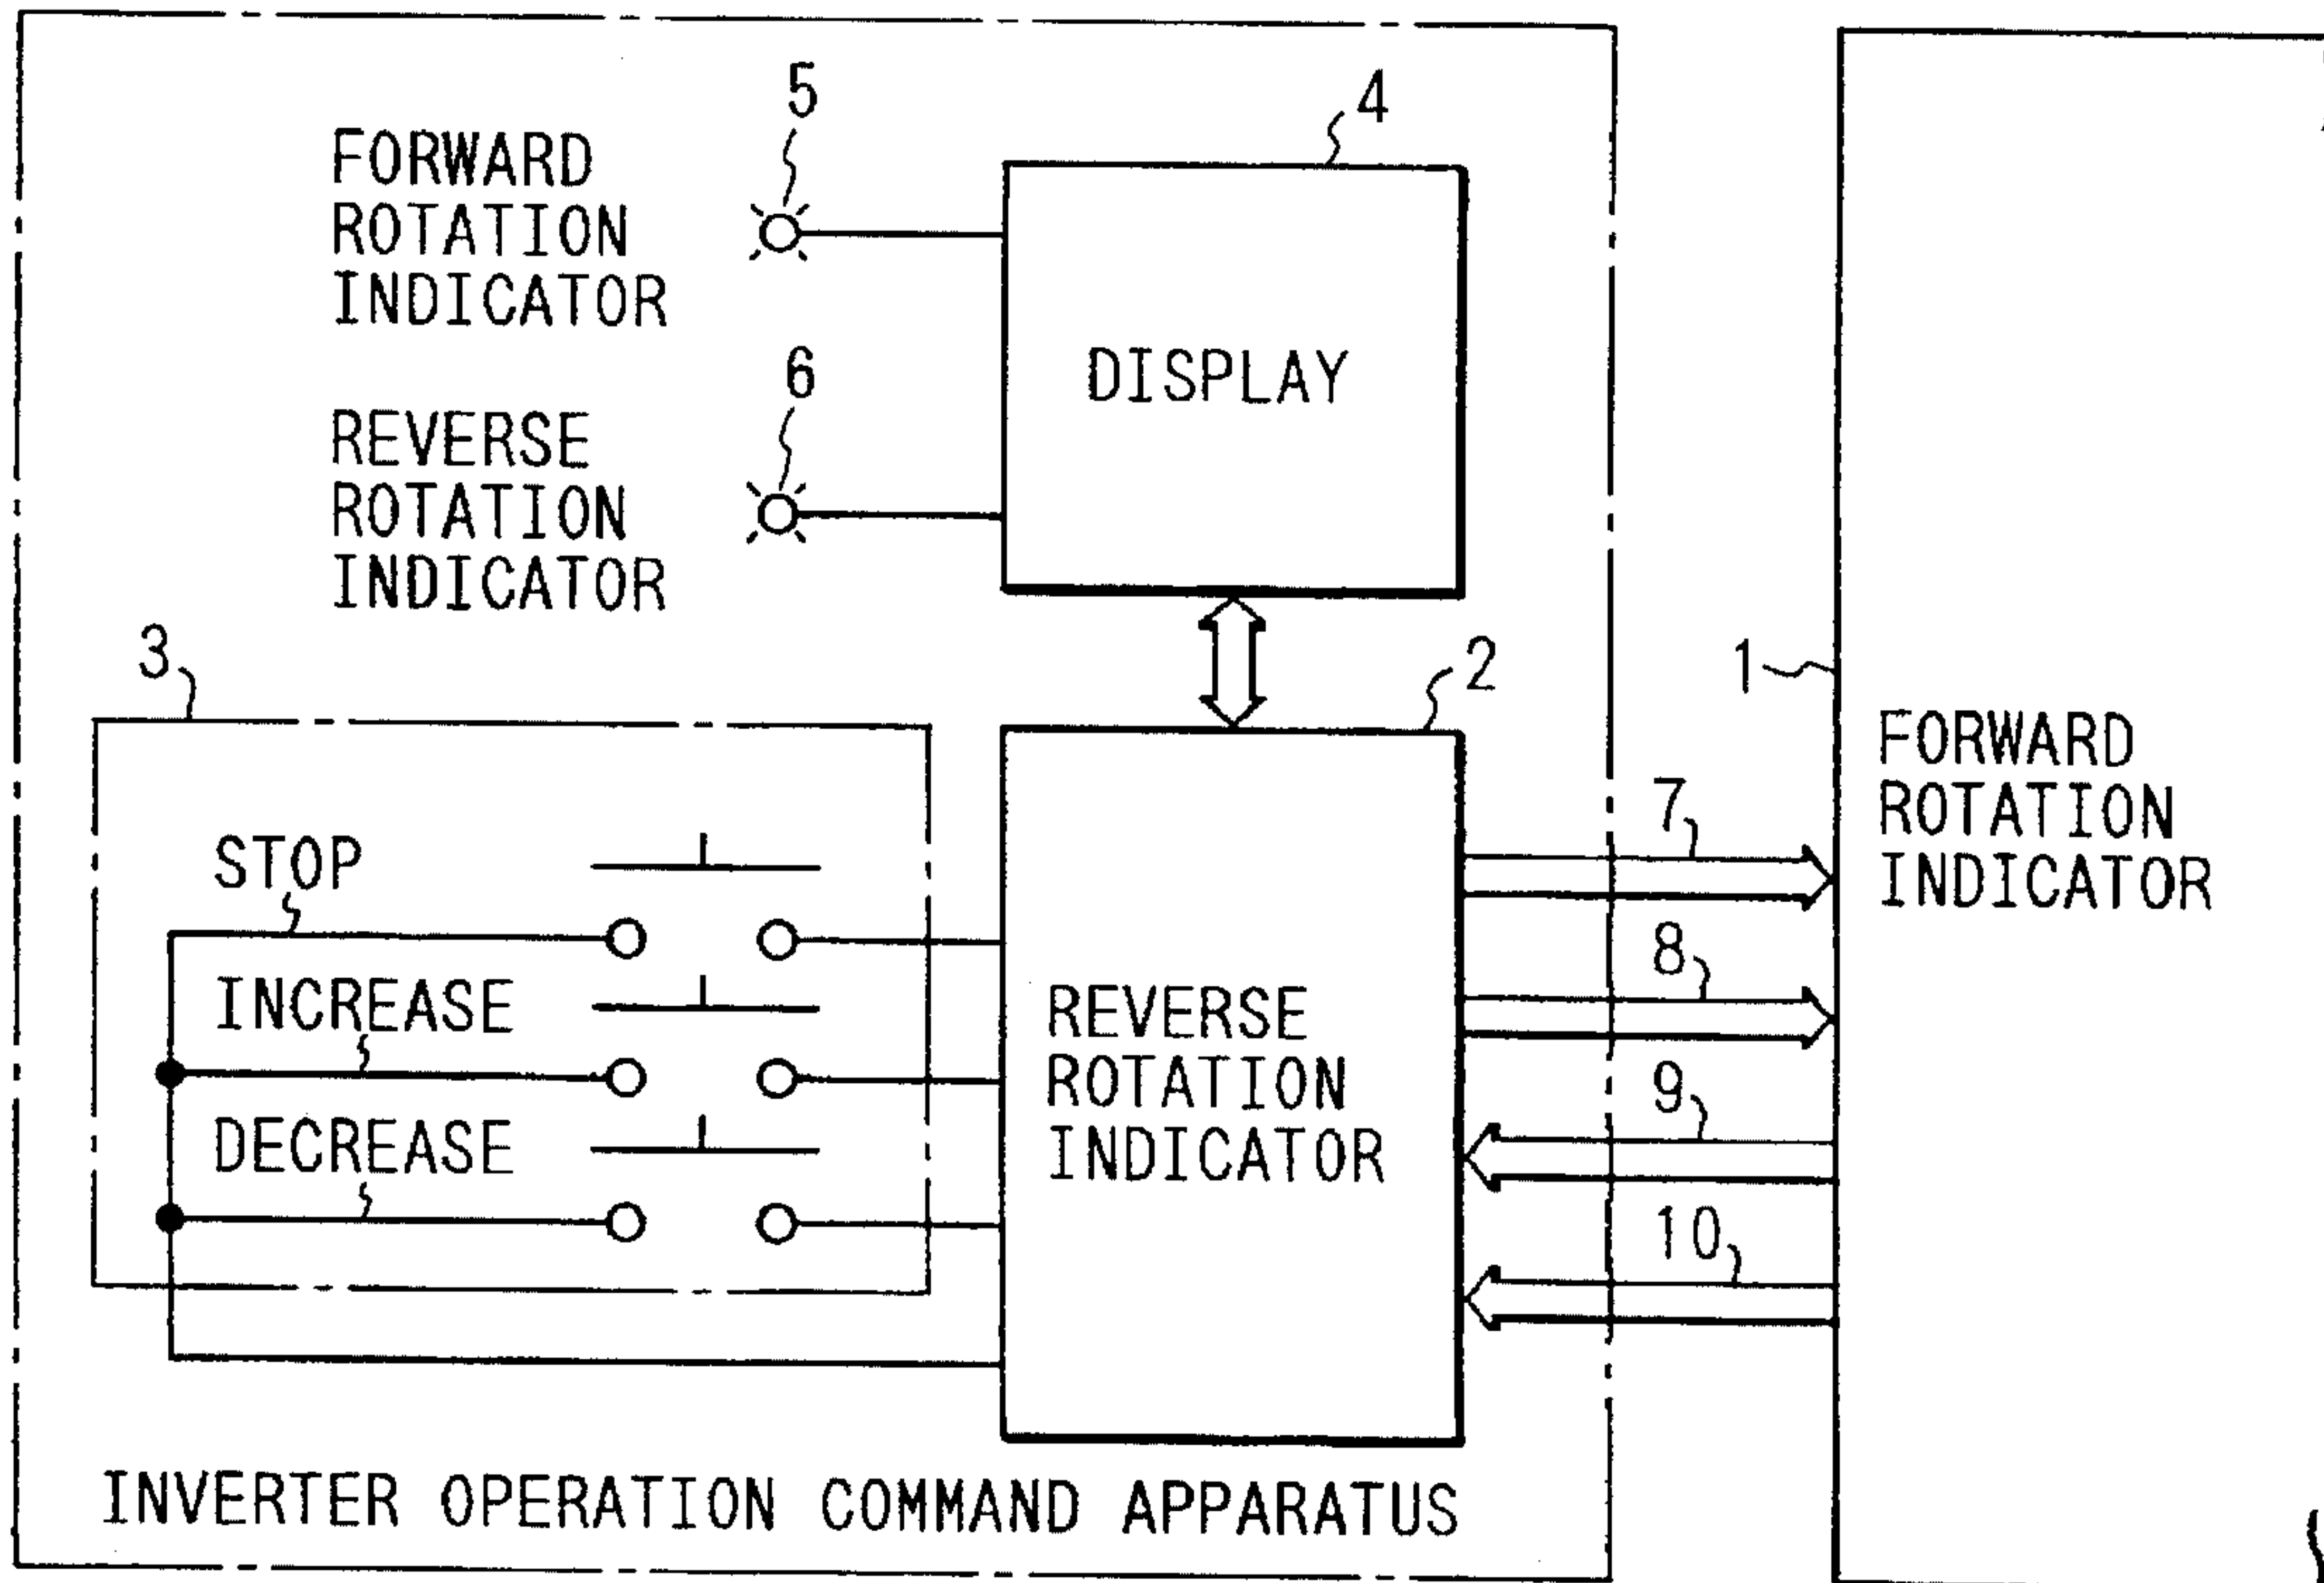 5
4
FORWARD
ROTATION
INDICATOR
DISPLAY
6
REVERSE
ROTATION
INDICATOR
3
2
1
FORWARD
ROTATION
INDICATOR
7
STOP
8
INCREASE
REVERSE
ROTATION
INDICATOR
9
DECREASE
10
INVERTER OPERATION COMMAND APPARATUS